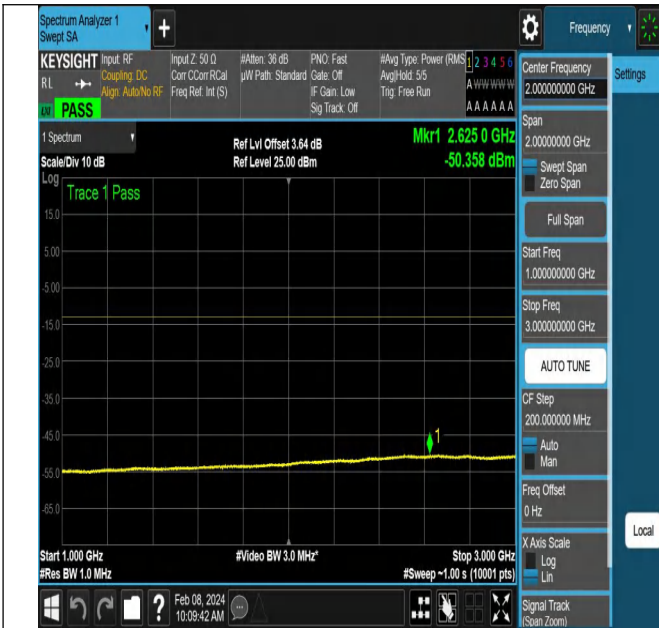 Spectrum Analyzer 1
Swept SA
+
Frequency
KEYSIGHT
RL
PASS
Input: RF
Coupling: DC
Align: Auto/No RF
Input Z: 50 Ω
Corr CCorr RCal
Freq Ref: Int (S)
#Atten: 36 dB
µW Path: Standard
PNO: Fast
Gate: Off
IF Gain: Low
Sig Track: Off
#Avg Type: Power (RMS)
Avg|Hold: 5/5
Trig: Free Run
1 2 3 4 5 6
A W W W W W
A A A A A A
1 Spectrum
Scale/Div 10 dB
Log
Ref Lvl Offset 3.64 dB
Ref Level 25.00 dBm
Mkr1 2.625 0 GHz
-50.358 dBm
Trace 1 Pass
15.0
5.00
-5.00
-15.0
-25.0
-35.0
-45.0
-55.0
-65.0
1
Start 1.000 GHz
#Res BW 1.0 MHz
#Video BW 3.0 MHz*
Stop 3.000 GHz
#Sweep ~1.00 s (10001 pts)
?
Feb 08, 2024
10:09:42 AM
Center Frequency
2.000000000 GHz
Span
2.00000000 GHz
Swept Span
Zero Span
Full Span
Start Freq
1.000000000 GHz
Stop Freq
3.000000000 GHz
AUTO TUNE
CF Step
200.000000 MHz
Auto
Man
Freq Offset
0 Hz
X Axis Scale
Log
Lin
Signal Track
(Span Zoom)
Settings
Local